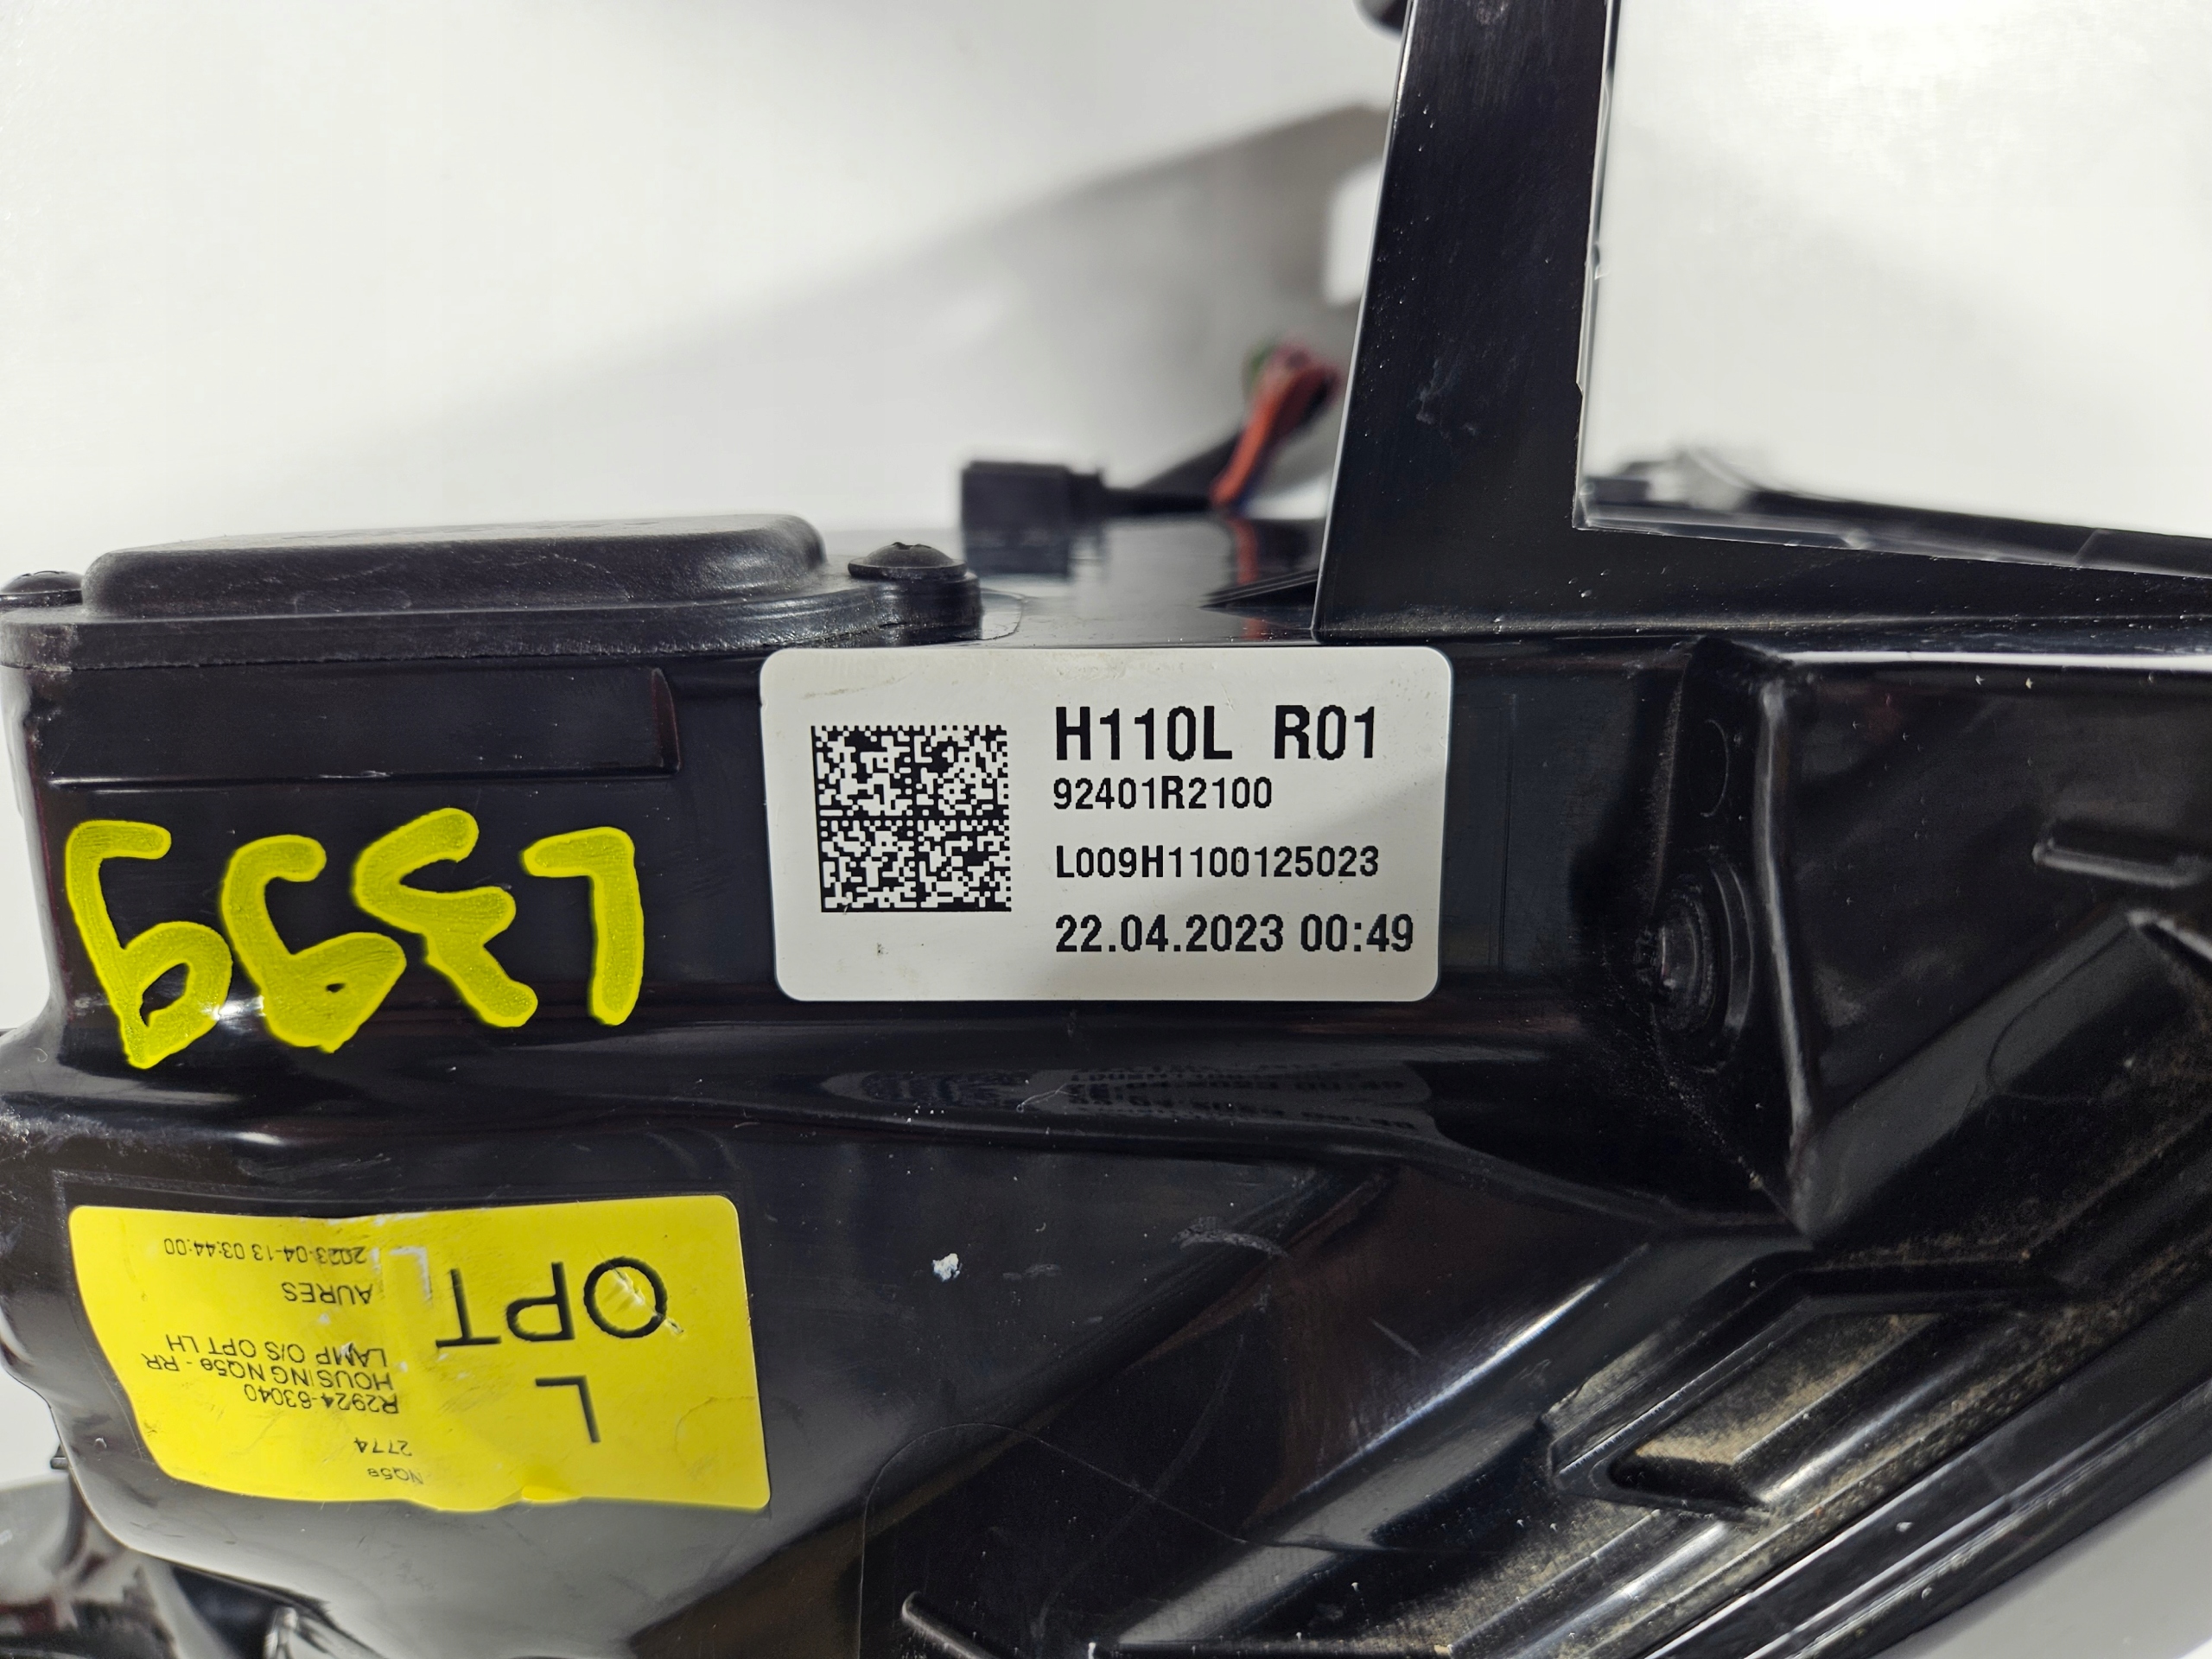 H110L R01
92401R2100
L009H1100125023
22.04.2023 00:49
L399
NQ5e
2774
R2924-63040
HOUSING NQ5e - RR
LAMP O/S OPT LH
AURES
2023-04-13 03:44:00
L
OPT